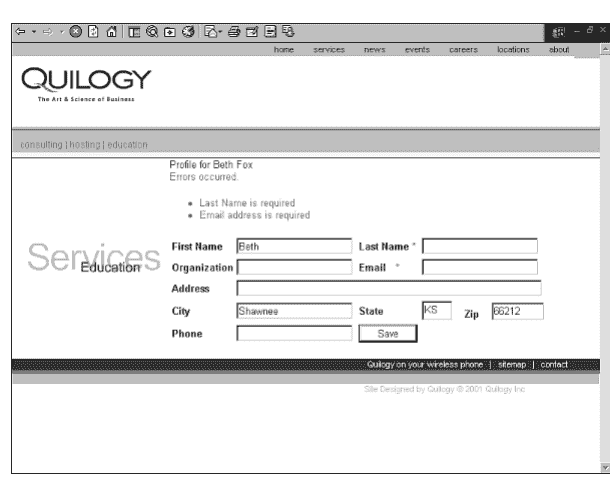 home services news events careers locations about
QUILOGY
The Art & Science of Business
consulting | hosting | education
Profile for Beth Fox
Errors occurred.
• Last Name is required
• Email address is required
Services
Education
First Name Beth Last Name *
Organization Email *
Address
City Shawnee State KS Zip 66212
Phone Save
Quilogy on your wireless phone | sitemap | contact
Site Designed by Quilogy © 2001 Quilogy Inc